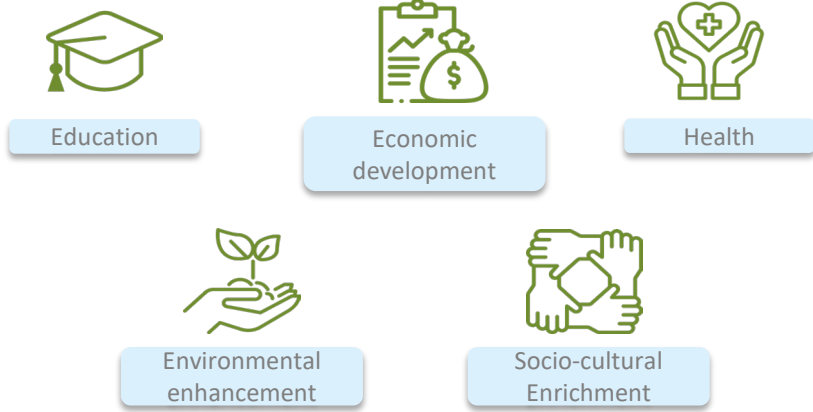 $
Education
Economic
development
Health
Environmental
enhancement
Socio-cultural
Enrichment